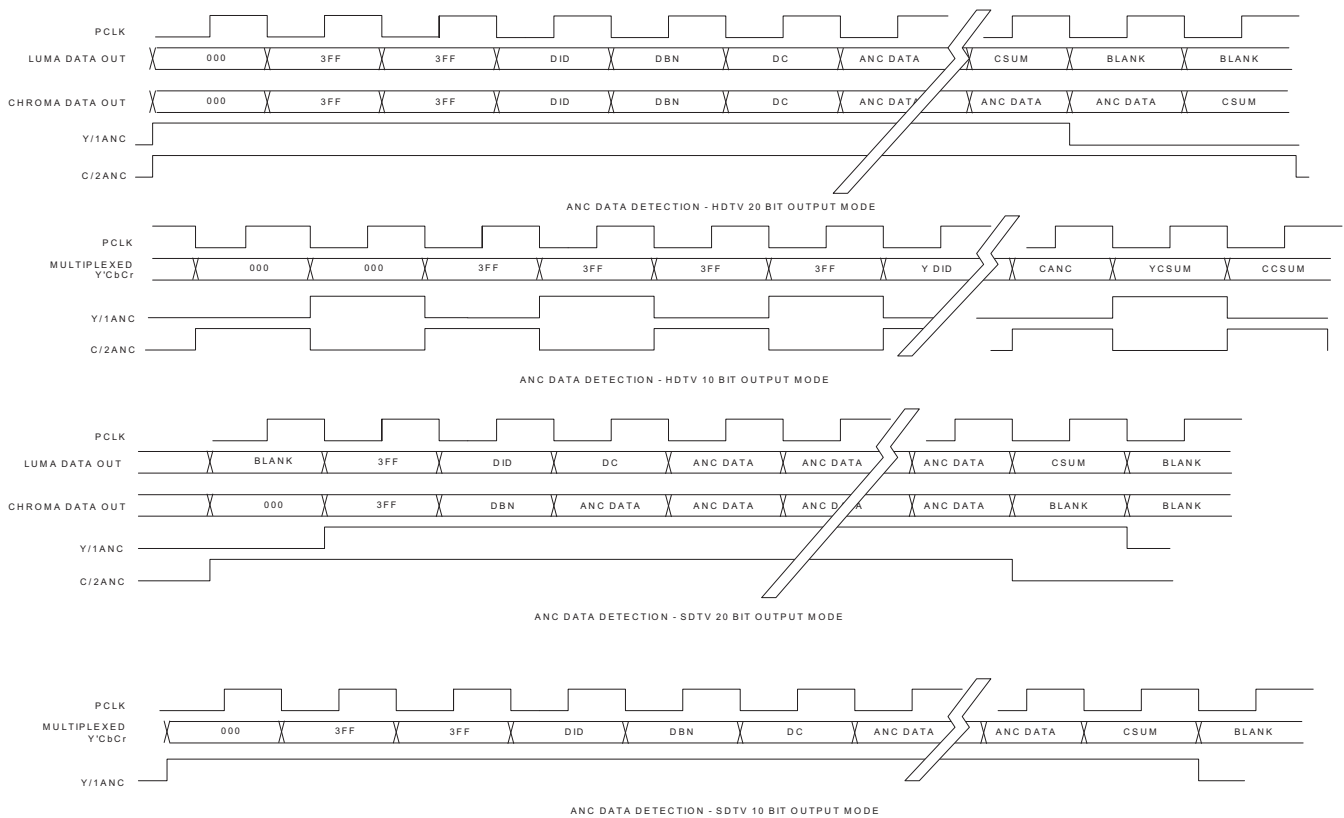 PCLK
LUMA DATA OUT 000 3FF 3FF DID DBN DC ANC DATA CSUM BLANK BLANK
CHROMA DATA OUT 000 3FF 3FF DID DBN DC ANC DATA ANC DATA ANC DATA CSUM
Y/1ANC
C/2ANC
ANC DATA DETECTION - HDTV 20 BIT OUTPUT MODE
PCLK
MULTIPLEXED
Y'CbCr 000 000 3FF 3FF 3FF 3FF Y DID CANC YCSUM CCSUM
Y/1ANC
C/2ANC
ANC DATA DETECTION - HDTV 10 BIT OUTPUT MODE
PCLK
LUMA DATA OUT BLANK 3FF DID DC ANC DATA ANC DATA ANC DATA CSUM BLANK
CHROMA DATA OUT 000 3FF DBN ANC DATA ANC DATA ANC DATA ANC DATA BLANK BLANK
Y/1ANC
C/2ANC
ANC DATA DETECTION - SDTV 20 BIT OUTPUT MODE
PCLK
MULTIPLEXED
Y'CbCr 000 3FF 3FF DID DBN DC ANC DATA ANC DATA CSUM BLANK
Y/1ANC
ANC DATA DETECTION - SDTV 10 BIT OUTPUT MODE